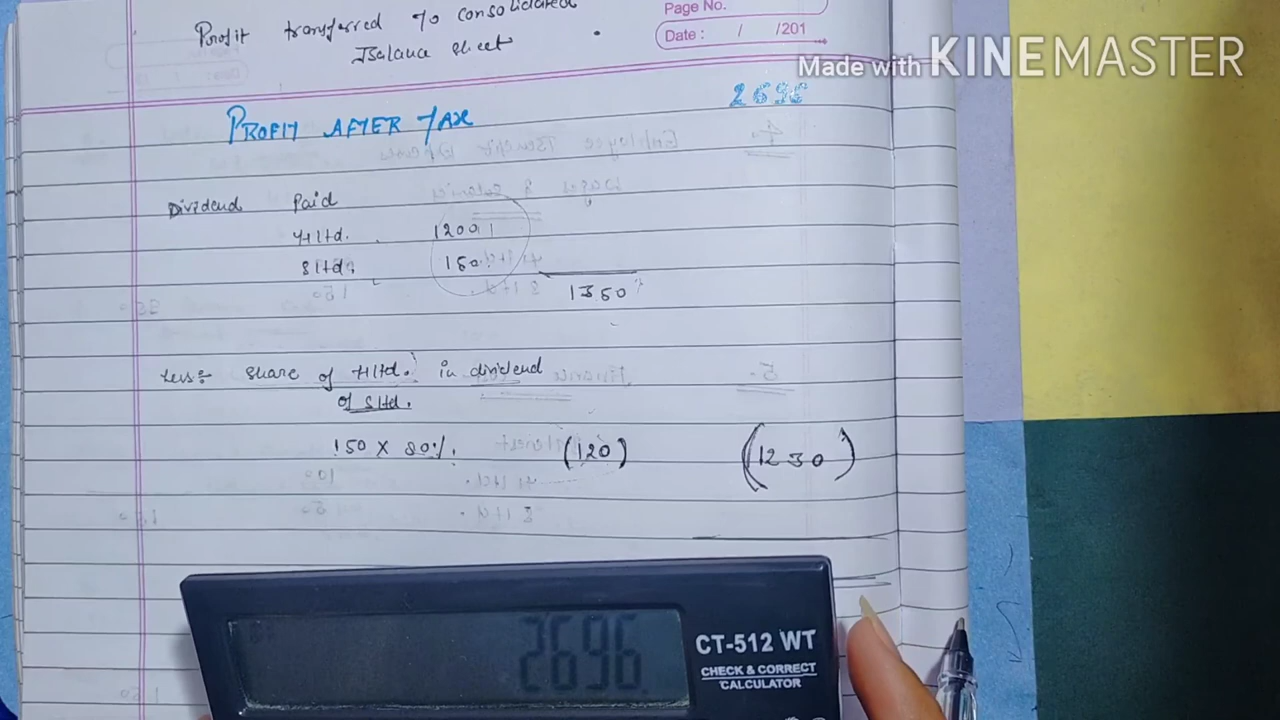 Profit transferred to consolidated
Balance sheet
Page No.
Date : / /201
Made with KINEMASTER
PROFIT AFTER TAX 2696
Dividend Paid
H ltd. 1200
S ltd. 150
1350
Less: Share of H ltd. in dividend
of S ltd.
150 X 80%. (120) (1230)
2696
CT-512 WT
CHECK & CORRECT
CALCULATOR